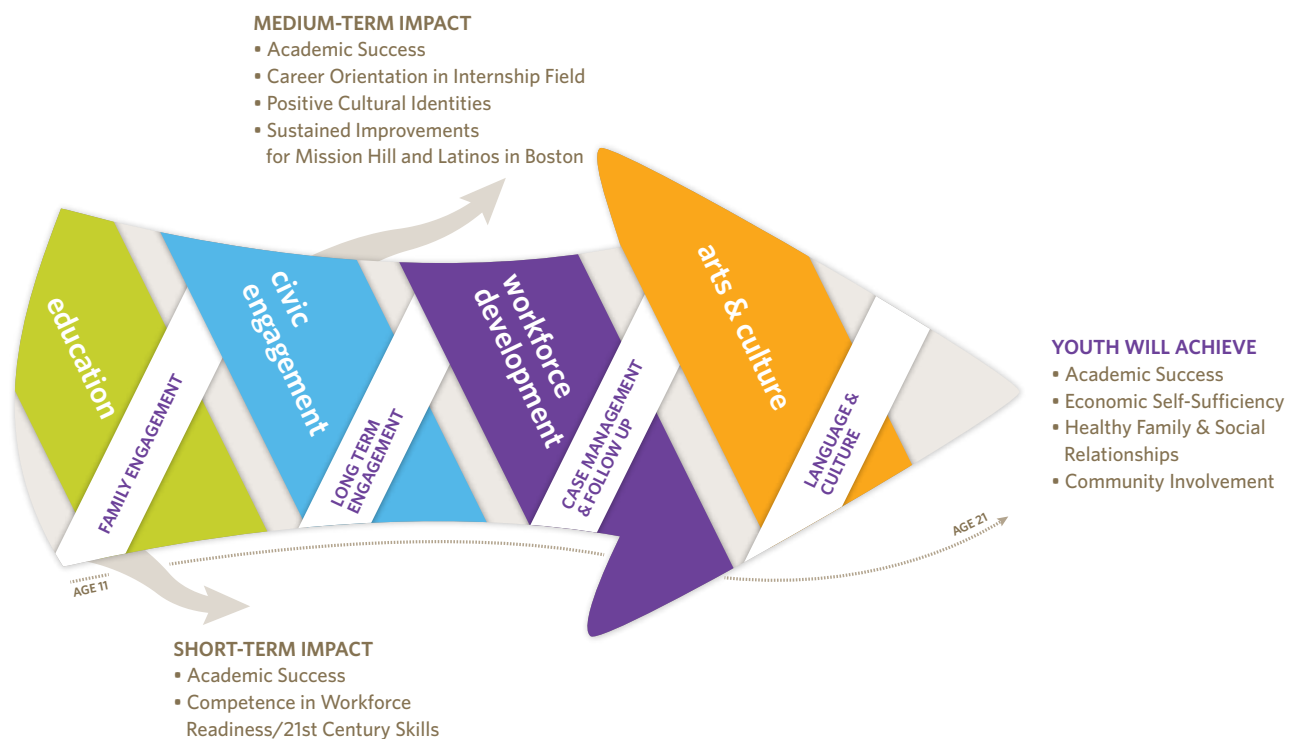 MEDIUM-TERM IMPACT
▪ Academic Success
▪ Career Orientation in Internship Field
▪ Positive Cultural Identities
▪ Sustained Improvements
for Mission Hill and Latinos in Boston
education
civic
engagement
workforce
development
arts & culture
FAMILY ENGAGEMENT
LONG TERM
ENGAGEMENT
CASE MANAGEMENT
& FOLLOW UP
LANGUAGE &
CULTURE
YOUTH WILL ACHIEVE
▪ Academic Success
▪ Economic Self-Sufficiency
▪ Healthy Family & Social
Relationships
▪ Community Involvement
AGE 11
AGE 21
SHORT-TERM IMPACT
▪ Academic Success
▪ Competence in Workforce
Readiness/21st Century Skills